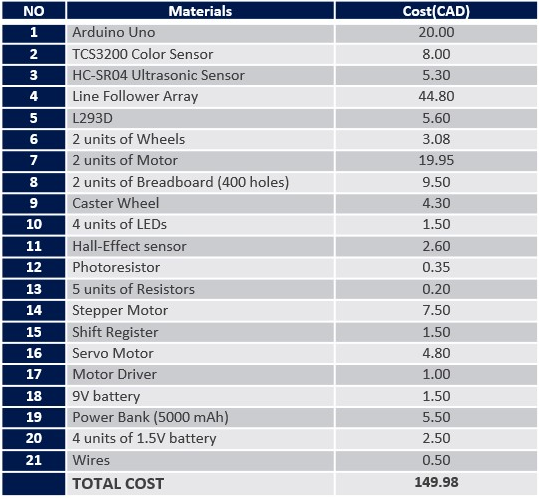 NO Materials Cost(CAD)
1 Arduino Uno 20.00
2 TCS3200 Color Sensor 8.00
3 HC-SR04 Ultrasonic Sensor 5.30
4 Line Follower Array 44.80
5 L293D 5.60
6 2 units of Wheels 3.08
7 2 units of Motor 19.95
8 2 units of Breadboard (400 holes) 9.50
9 Caster Wheel 4.30
10 4 units of LEDs 1.50
11 Hall-Effect sensor 2.60
12 Photoresistor 0.35
13 5 units of Resistors 0.20
14 Stepper Motor 7.50
15 Shift Register 1.50
16 Servo Motor 4.80
17 Motor Driver 1.00
18 9V battery 1.50
19 Power Bank (5000 mAh) 5.50
20 4 units of 1.5V battery 2.50
21 Wires 0.50
TOTAL COST 149.98